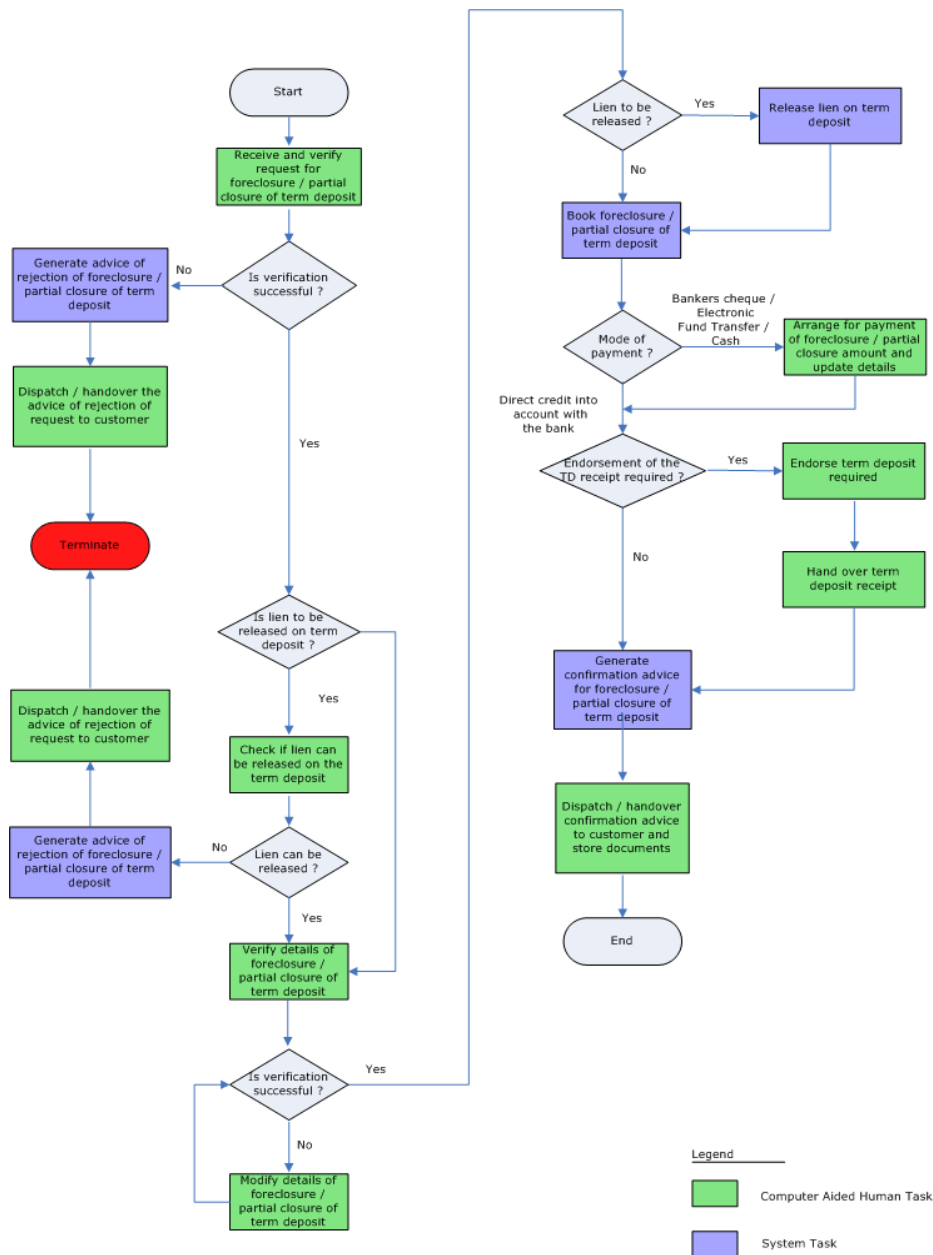 Start
Receive and verify
request for
foreclosure / partial
closure of term deposit
Is verification
successful ?
No
Generate advice of
rejection of foreclosure /
partial closure of term
deposit
Dispatch / handover the
advice of rejection of
request to customer
Terminate
Yes
Is lien to be
released on term
deposit ?
Yes
Check if lien can
be released on the
term deposit
Lien can be
released ?
No
Generate advice of
rejection of foreclosure /
partial closure of term
deposit
Dispatch / handover the
advice of rejection of
request to customer
Yes
Verify details of
foreclosure /
partial closure of
term deposit
Is verification
successful ?
Yes
No
Modify details of
foreclosure /
partial closure of
term deposit
Lien to be
released ?
Yes
Release lien on term
deposit
No
Book foreclosure /
partial closure of
term deposit
Mode of
payment ?
Bankers cheque /
Electronic
Fund Transfer /
Cash
Arrange for payment
of foreclosure / partial
closure amount and
update details
Direct credit into
account with
the bank
Endorsement of the
TD receipt required ?
Yes
Endorse term deposit
required
Hand over term
deposit receipt
No
Generate
confirmation advice
for foreclosure /
partial closure of
term deposit
Dispatch / handover
confirmation advice
to customer and
store documents
End
Legend
Computer Aided Human Task
System Task